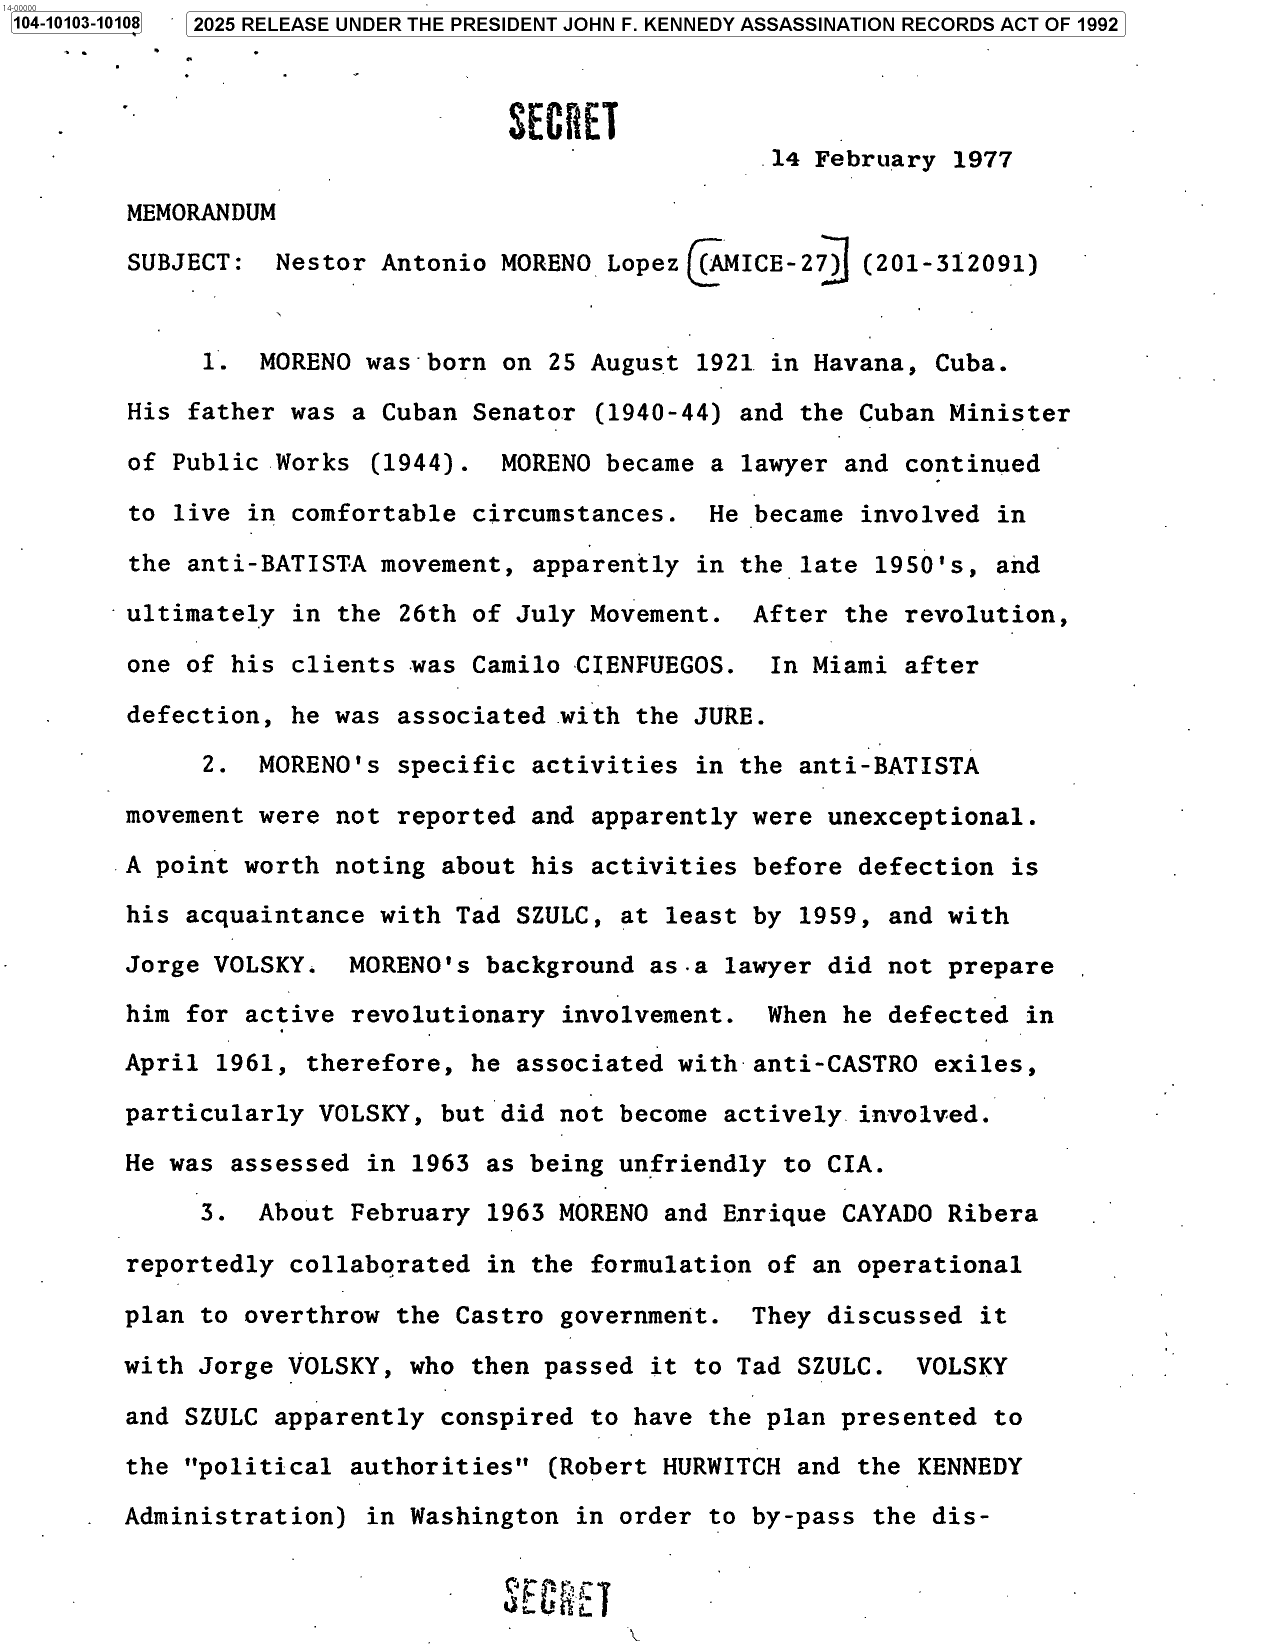 14-00000
104-10103-10108
2025 RELEASE UNDER THE PRESIDENT JOHN F. KENNEDY ASSASSINATION RECORDS ACT OF 1992
SECRET
14 February 1977
MEMORANDUM
SUBJECT: Nestor Antonio MORENO Lopez (AMICE-27) (201-312091)
1. MORENO was born on 25 August 1921 in Havana, Cuba.
His father was a Cuban Senator (1940-44) and the Cuban Minister
of Public Works (1944). MORENO became a lawyer and continued
to live in comfortable circumstances. He became involved in
the anti-BATISTA movement, apparently in the late 1950's, and
ultimately in the 26th of July Movement. After the revolution,
one of his clients was Camilo CIENFUEGOS. In Miami after
defection, he was associated with the JURE.
2. MORENO's specific activities in the anti-BATISTA
movement were not reported and apparently were unexceptional.
A point worth noting about his activities before defection is
his acquaintance with Tad SZULC, at least by 1959, and with
Jorge VOLSKY. MORENO's background as a lawyer did not prepare
him for active revolutionary involvement. When he defected in
April 1961, therefore, he associated with anti-CASTRO exiles,
particularly VOLSKY, but did not become actively involved.
He was assessed in 1963 as being unfriendly to CIA.
3. About February 1963 MORENO and Enrique CAYADO Ribera
reportedly collaborated in the formulation of an operational
plan to overthrow the Castro government. They discussed it
with Jorge VOLSKY, who then passed it to Tad SZULC. VOLSKY
and SZULC apparently conspired to have the plan presented to
the "political authorities" (Robert HURWITCH and the KENNEDY
Administration) in Washington in order to by-pass the dis-
SECRET